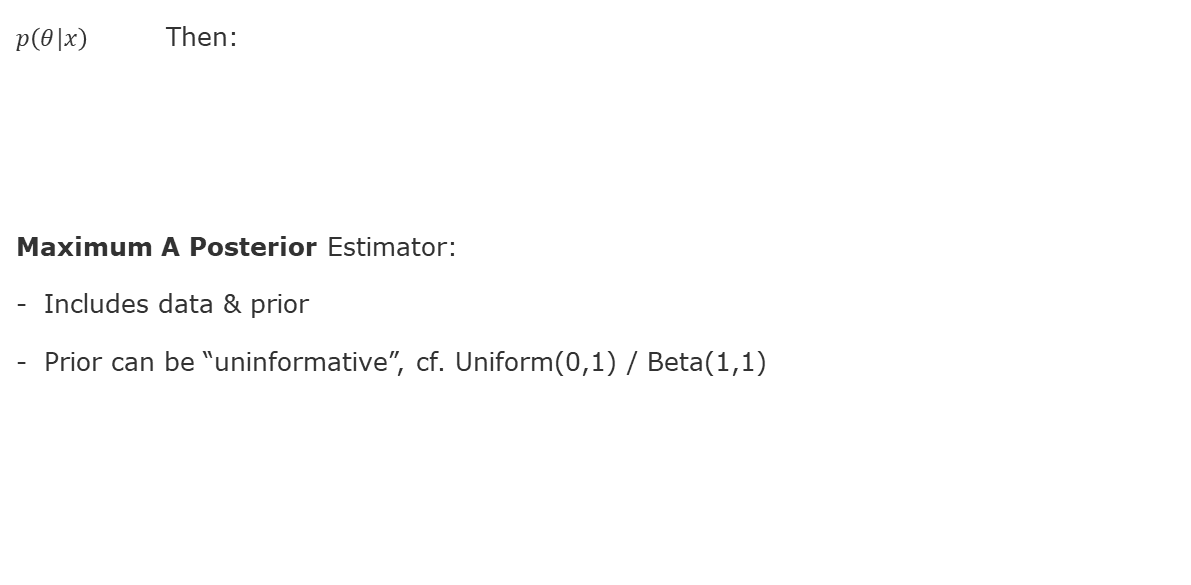 p(θ|x) Then:
Maximum A Posterior Estimator:
- Includes data & prior
- Prior can be “uninformative”, cf. Uniform(0,1) / Beta(1,1)